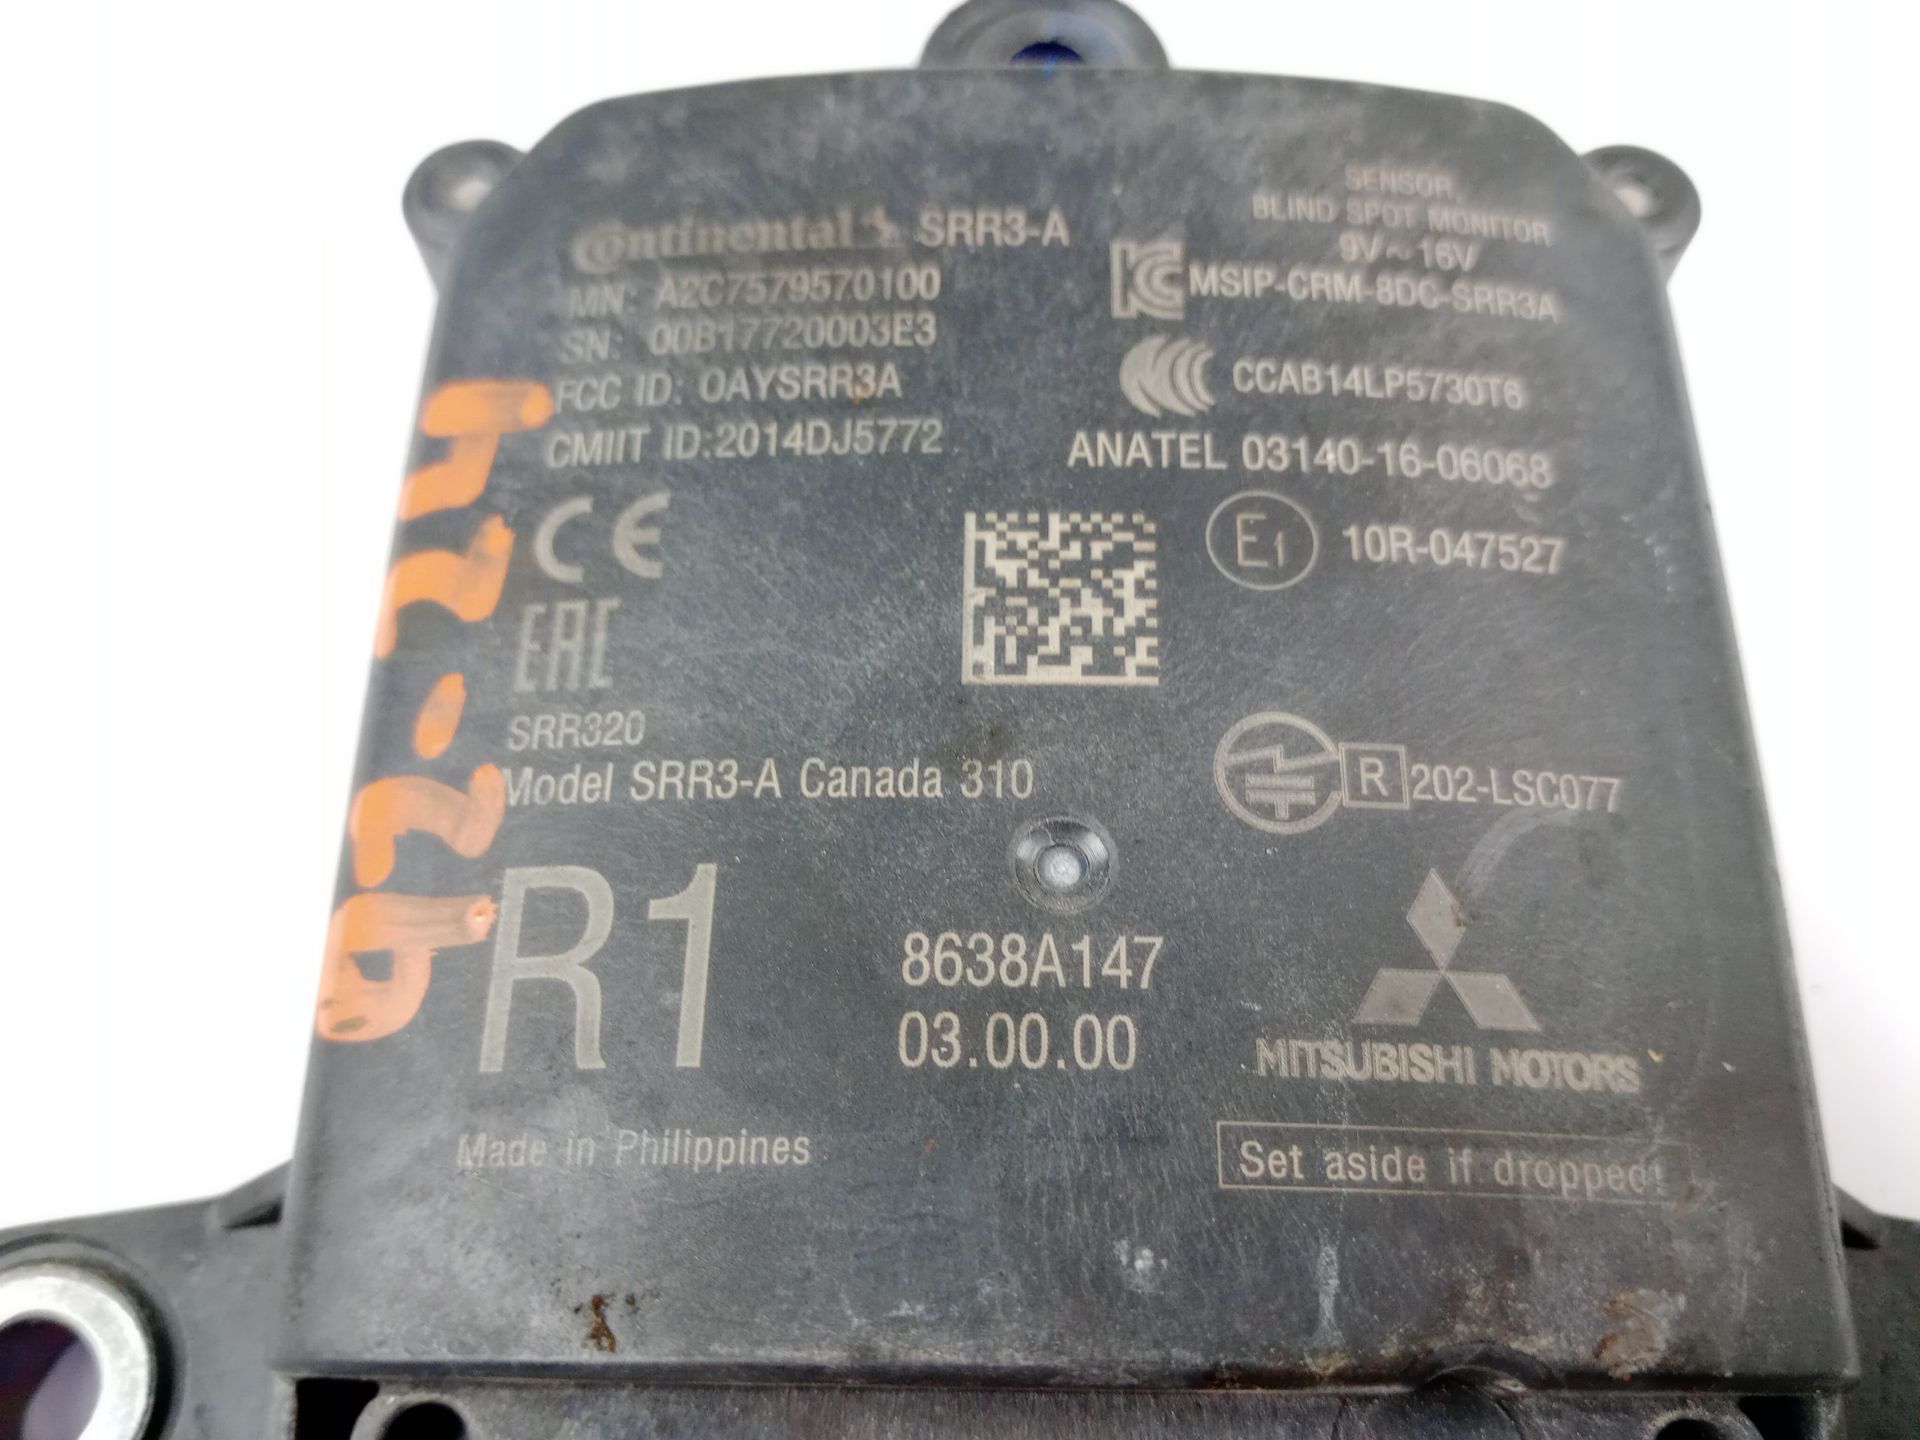 Continental SRR3-A
MN: A2C7579570100
SN: 00B17720003E3
FCC ID: OAYSRR3A
CMIIT ID:2014DJ5772
CE
EAC
SRR320
Model SRR3-A Canada 310
R1
Made in Philippines
SENSOR,
BLIND SPOT MONITOR
9V~16V
KC MSIP-CRM-8DC-SRR3A
CCC CCAB14LP5730T6
ANATEL 03140-16-06068
E1 10R-047527
R 202-LSC077
8638A147
03.00.00
MITSUBISHI MOTORS
Set aside if dropped!